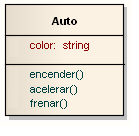 Auto
color: string
encender()
acelerar()
frenar()